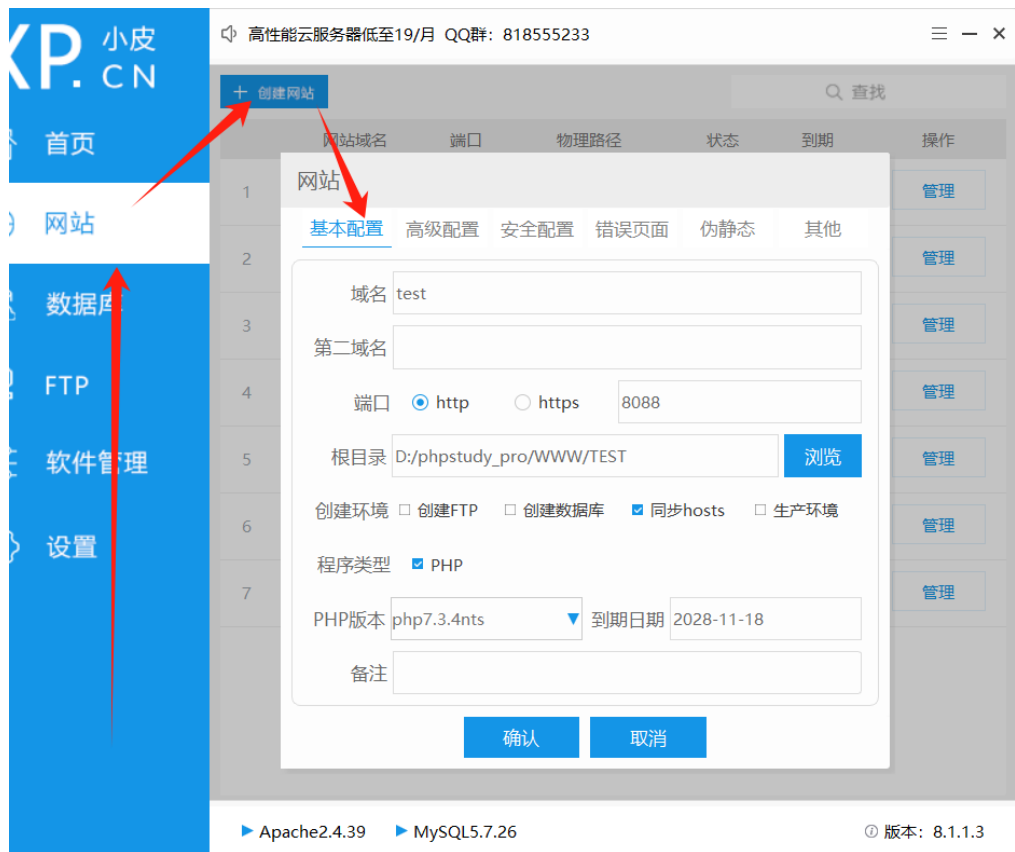 XP. 小皮
CN
高性能云服务器低至19/月 QQ群：818555233
首页
网站
数据库
FTP
软件管理
设置
创建网站
查找
网站域名 端口 物理路径 状态 到期 操作
1 管理
2 管理
3 管理
4 管理
5 管理
6 管理
7 管理
网站
基本配置 高级配置 安全配置 错误页面 伪静态 其他
域名 test
第二域名
端口 http https 8088
根目录 D:/phpstudy_pro/WWW/TEST 浏览
创建环境 创建FTP 创建数据库 同步hosts 生产环境
程序类型 PHP
PHP版本 php7.3.4nts 到期日期 2028-11-18
备注
确认 取消
Apache2.4.39 MySQL5.7.26 版本：8.1.1.3